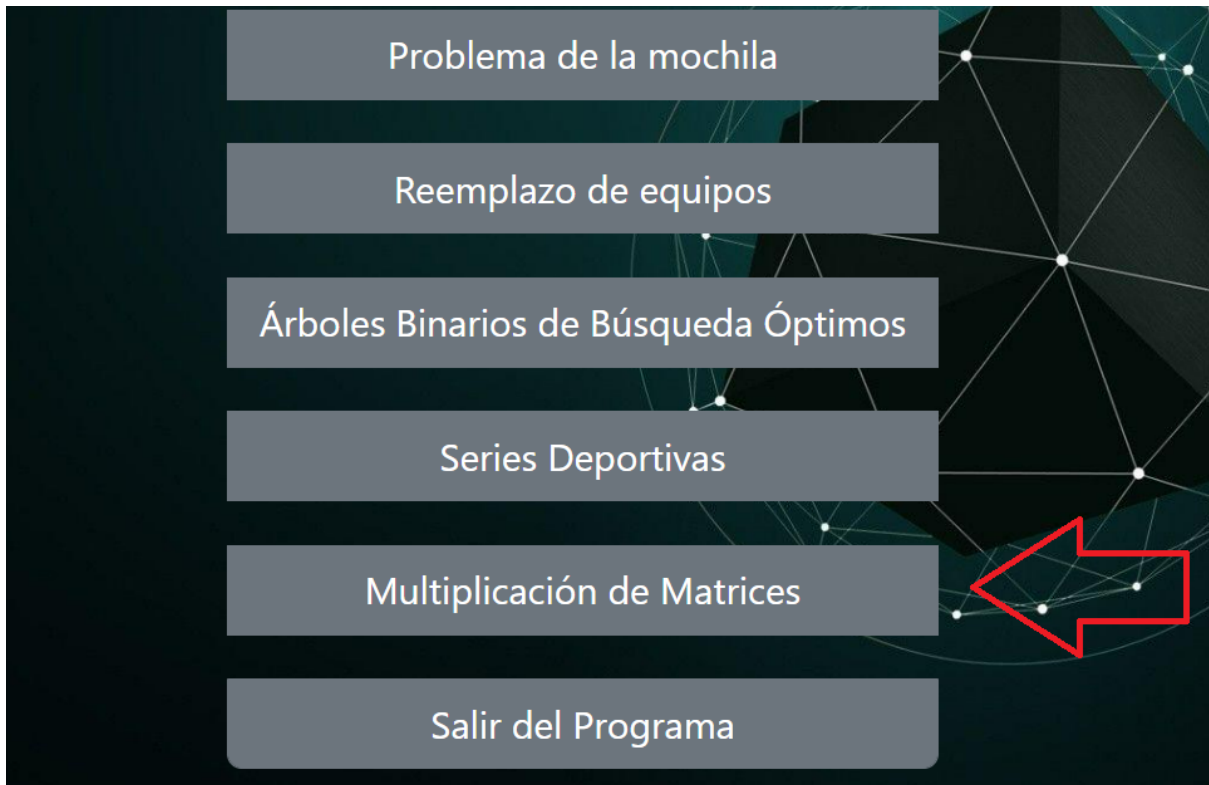 Problema de la mochila
Reemplazo de equipos
Árboles Binarios de Búsqueda Óptimos
Series Deportivas
Multiplicación de Matrices
Salir del Programa